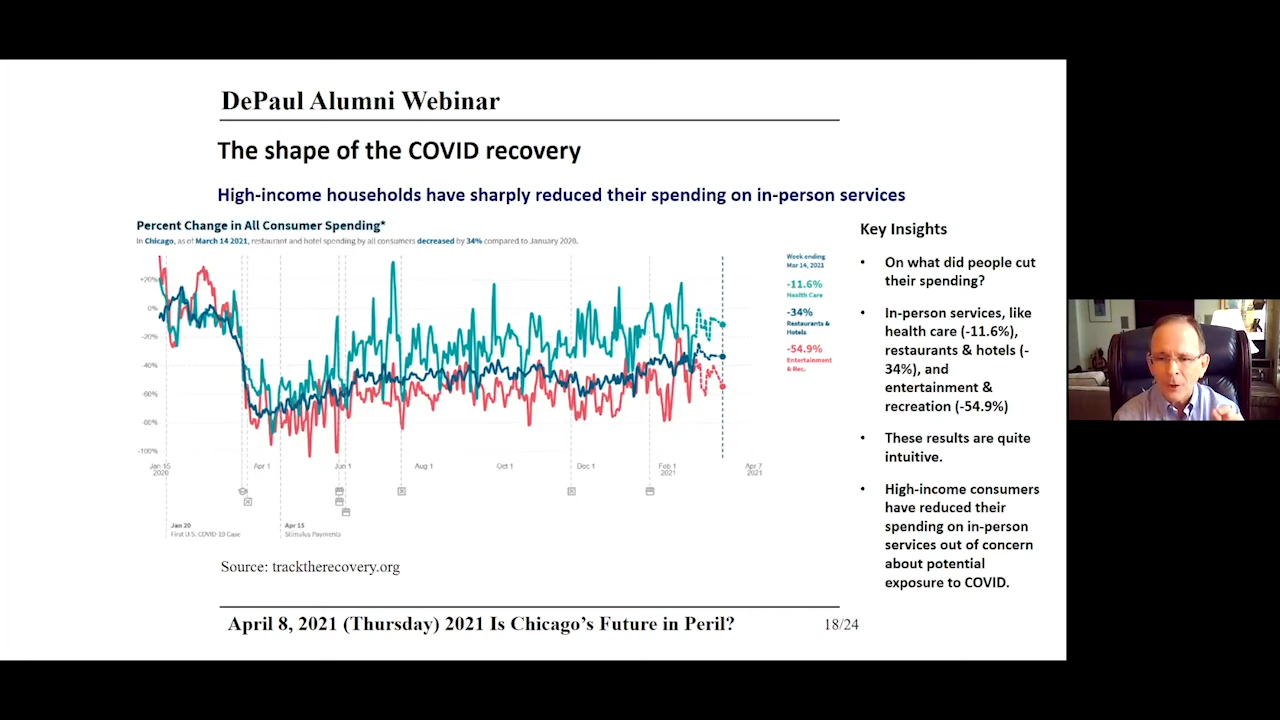 DePaul Alumni Webinar
The shape of the COVID recovery
High-income households have sharply reduced their spending on in-person services
Percent Change in All Consumer Spending*
In Chicago, as of March 14 2021, restaurant and hotel spending by all consumers decreased by 34% compared to January 2020.
+20%
0%
-20%
-40%
-60%
-80%
-100%
Jan 15
2020
Apr 1
Jun 1
Aug 1
Oct 1
Dec 1
Feb 1
2021
Apr 7
2021
Jan 20
First U.S. COVID-19 Case
Apr 15
Stimulus Payments
Week ending
Mar 14, 2021
-11.6%
Health Care
-34%
Restaurants &
Hotels
-54.9%
Entertainment
& Rec.
Key Insights
• On what did people cut
their spending?
• In-person services, like
health care (-11.6%),
restaurants & hotels (-
34%), and
entertainment &
recreation (-54.9%)
• These results are quite
intuitive.
• High-income consumers
have reduced their
spending on in-person
services out of concern
about potential
exposure to COVID.
Source: tracktherecovery.org
April 8, 2021 (Thursday) 2021 Is Chicago's Future in Peril?
18/24